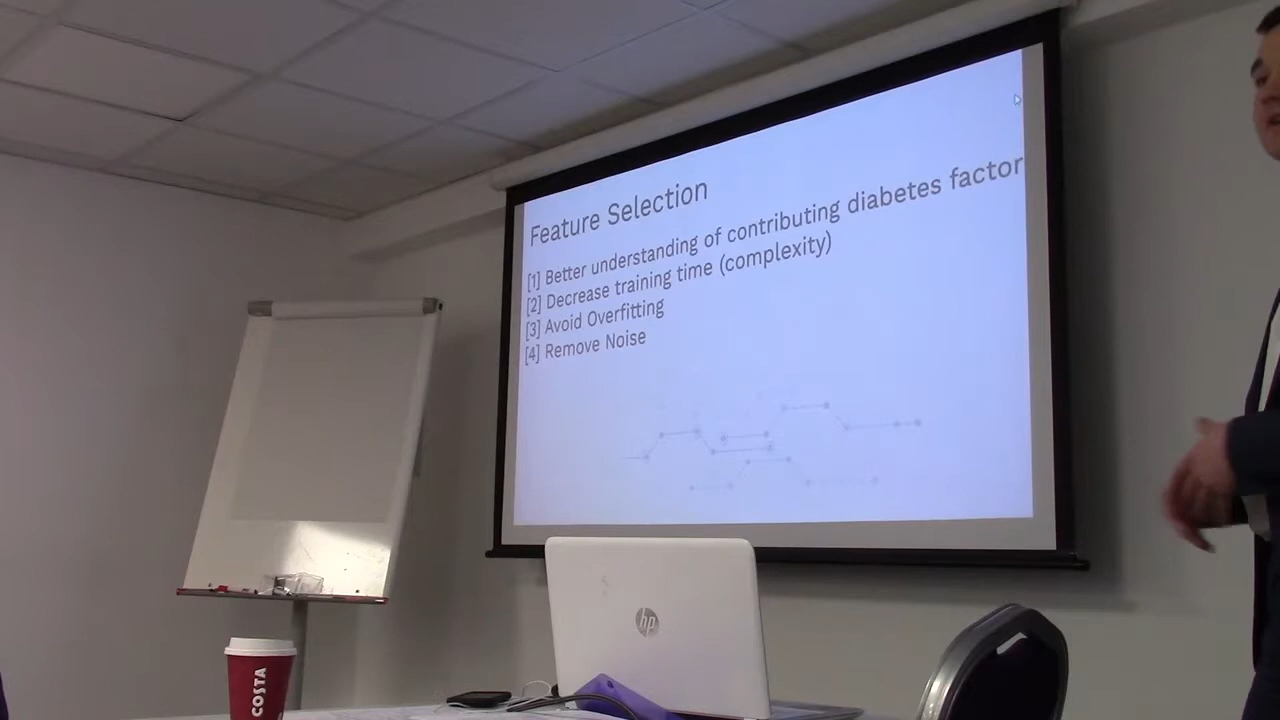 Feature Selection
[1] Better understanding of contributing diabetes factor
[2] Decrease training time (complexity)
[3] Avoid Overfitting
[4] Remove Noise
hp
COSTA